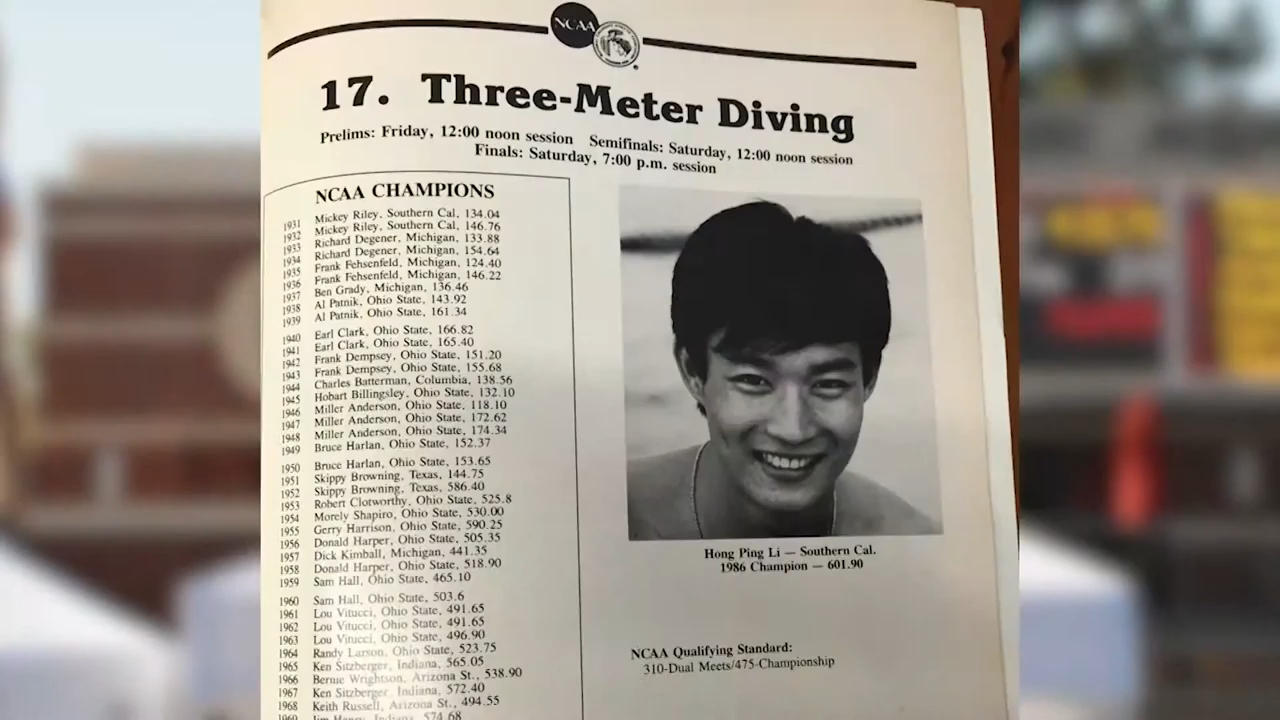 NCAA
17. Three-Meter Diving
Prelims: Friday, 12:00 noon session Semifinals: Saturday, 12:00 noon session
Finals: Saturday, 7:00 p.m. session
NCAA CHAMPIONS
1931 Mickey Riley, Southern Cal, 134.04
1932 Mickey Riley, Southern Cal, 146.76
1933 Richard Degener, Michigan, 133.88
1934 Richard Degener, Michigan, 154.64
1935 Frank Fehsenfeld, Michigan, 124.40
1936 Frank Fehsenfeld, Michigan, 146.22
1937 Ben Grady, Michigan, 136.46
1938 Al Patnik, Ohio State, 143.92
1939 Al Patnik, Ohio State, 161.34
1940 Earl Clark, Ohio State, 166.82
1941 Earl Clark, Ohio State, 165.40
1942 Frank Dempsey, Ohio State, 151.20
1943 Frank Dempsey, Ohio State, 155.68
1944 Charles Batterman, Columbia, 138.56
1945 Hobart Billingsley, Ohio State, 132.10
1946 Miller Anderson, Ohio State, 118.10
1947 Miller Anderson, Ohio State, 172.62
1948 Miller Anderson, Ohio State, 174.34
1949 Bruce Harlan, Ohio State, 152.37
1950 Bruce Harlan, Ohio State, 153.65
1951 Skippy Browning, Texas, 144.75
1952 Skippy Browning, Texas, 586.40
1953 Robert Clotworthy, Ohio State, 525.8
1954 Morely Shapiro, Ohio State, 530.00
1955 Gerry Harrison, Ohio State, 590.25
1956 Donald Harper, Ohio State, 505.35
1957 Dick Kimball, Michigan, 441.35
1958 Donald Harper, Ohio State, 518.90
1959 Sam Hall, Ohio State, 465.10
1960 Sam Hall, Ohio State, 503.6
1961 Lou Vitucci, Ohio State, 491.65
1962 Lou Vitucci, Ohio State, 491.65
1963 Lou Vitucci, Ohio State, 496.90
1964 Randy Larson, Ohio State, 523.75
1965 Ken Sitzberger, Indiana, 565.05
1966 Bernie Wrightson, Arizona St., 538.90
1967 Ken Sitzberger, Indiana, 572.40
1968 Keith Russell, Arizona St., 494.55
1969 Jim Henry, Indiana, 574.68
Hong Ping Li — Southern Cal.
1986 Champion — 601.90
NCAA Qualifying Standard:
310-Dual Meets/475-Championship